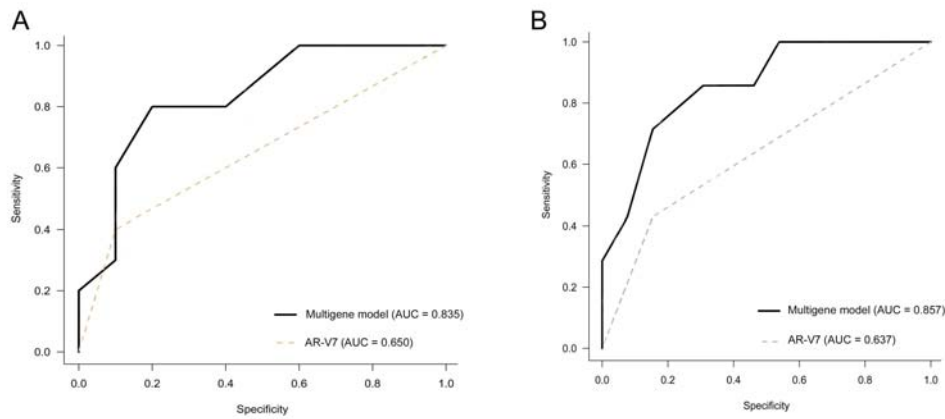 A
Sensitivity
1.0
0.8
0.6
0.4
0.2
0.0
0.0 0.2 0.4 0.6 0.8 1.0
Specificity
Multigene model (AUC = 0.835)
AR-V7 (AUC = 0.650)
B
Sensitivity
1.0
0.8
0.6
0.4
0.2
0.0
0.0 0.2 0.4 0.6 0.8 1.0
Specificity
Multigene model (AUC = 0.857)
AR-V7 (AUC = 0.637)